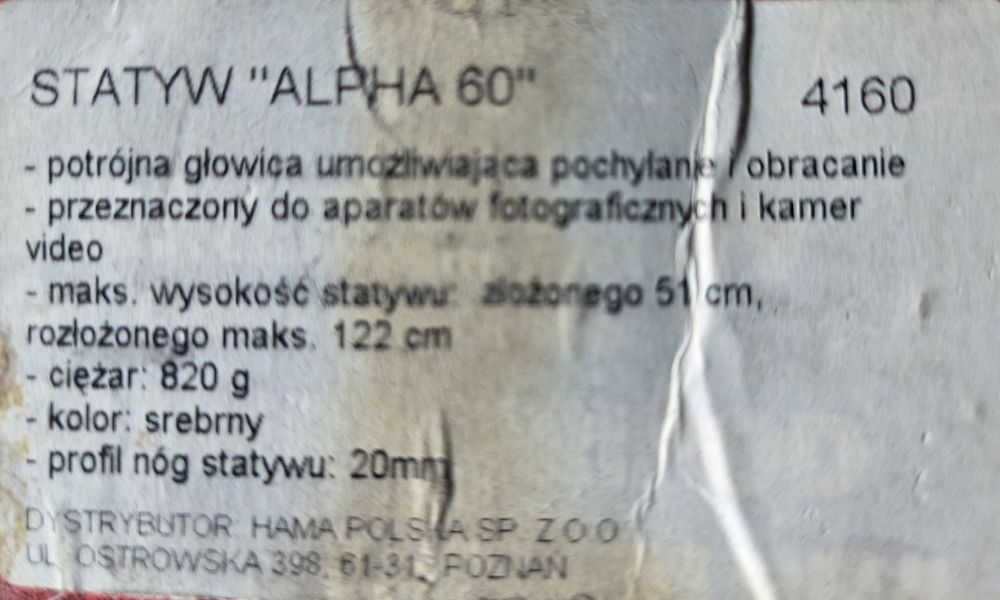 STATYW "ALPHA 60" 4160
- potrójna głowica umożliwiająca pochylanie i obracanie
- przeznaczony do aparatów fotograficznych i kamer
video
- maks. wysokość statywu: złożonego 51 cm,
rozłożonego maks. 122 cm
- ciężar: 820 g
- kolor: srebrny
- profil nóg statywu: 20mm
DYSTRYBUTOR: HAMA POLSKA SP. Z O O
UL. OSTROWSKA 398, POZNAŃ